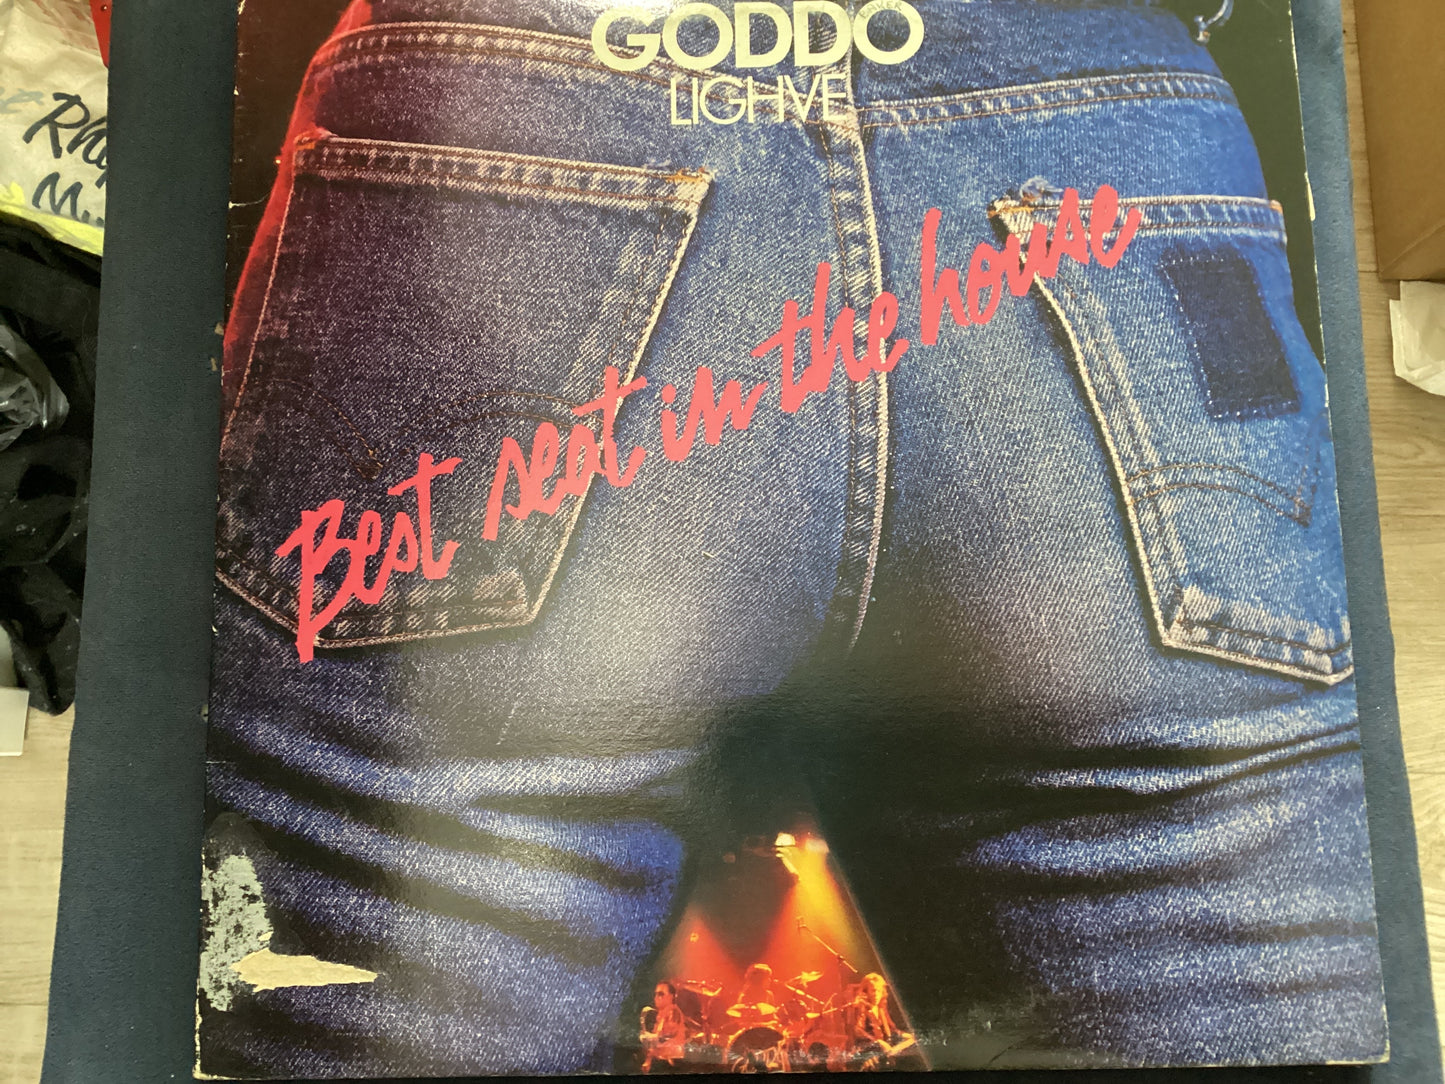 GODDO
LIGHVE
Best seat in the house